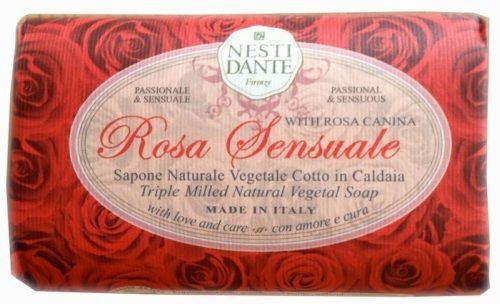 NESTI
DANTE
Firenze
PASSIONALE
& SENSUALE
PASSIONAL
& SENSUOUS
WITH ROSA CANINA
Rosa Sensuale
Sapone Naturale Vegetale Cotto in Caldaia
Triple Milled Natural Vegetal Soap
MADE IN ITALY
with love and care con amore e cura